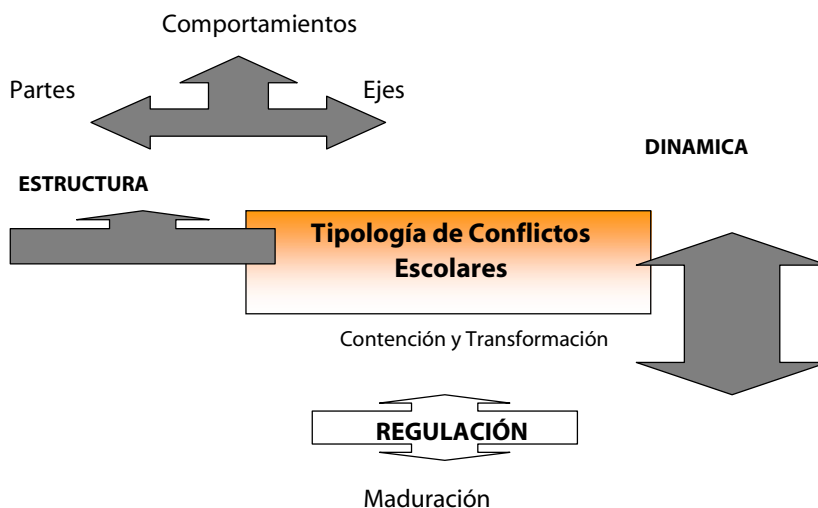 Comportamientos
Partes
Ejes
DINAMICA
ESTRUCTURA
Tipología de Conflictos
Escolares
Contención y Transformación
REGULACIÓN
Maduración